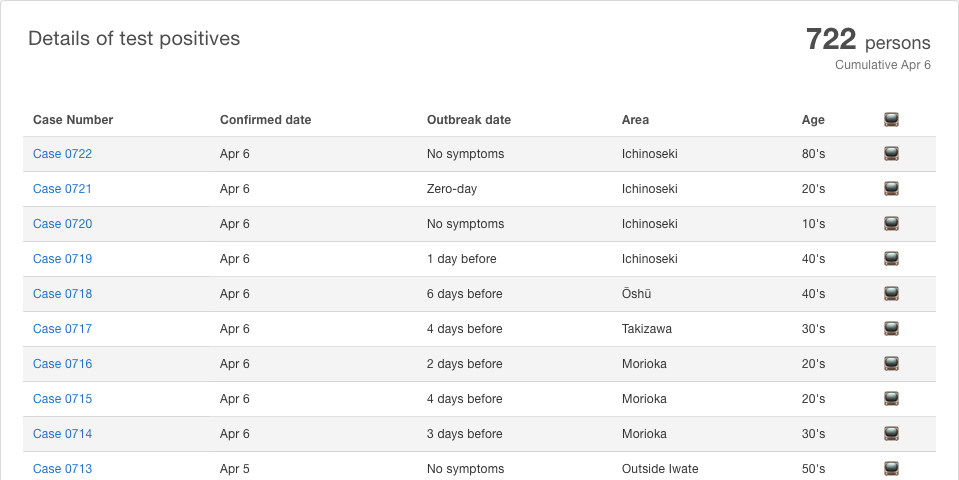 Details of test positives
722 persons
Cumulative Apr 6
Case Number Confirmed date Outbreak date Area Age
Case 0722 Apr 6 No symptoms Ichinoseki 80's
Case 0721 Apr 6 Zero-day Ichinoseki 20's
Case 0720 Apr 6 No symptoms Ichinoseki 10's
Case 0719 Apr 6 1 day before Ichinoseki 40's
Case 0718 Apr 6 6 days before Ōshū 40's
Case 0717 Apr 6 4 days before Takizawa 30's
Case 0716 Apr 6 2 days before Morioka 20's
Case 0715 Apr 6 4 days before Morioka 20's
Case 0714 Apr 6 3 days before Morioka 30's
Case 0713 Apr 5 No symptoms Outside Iwate 50's